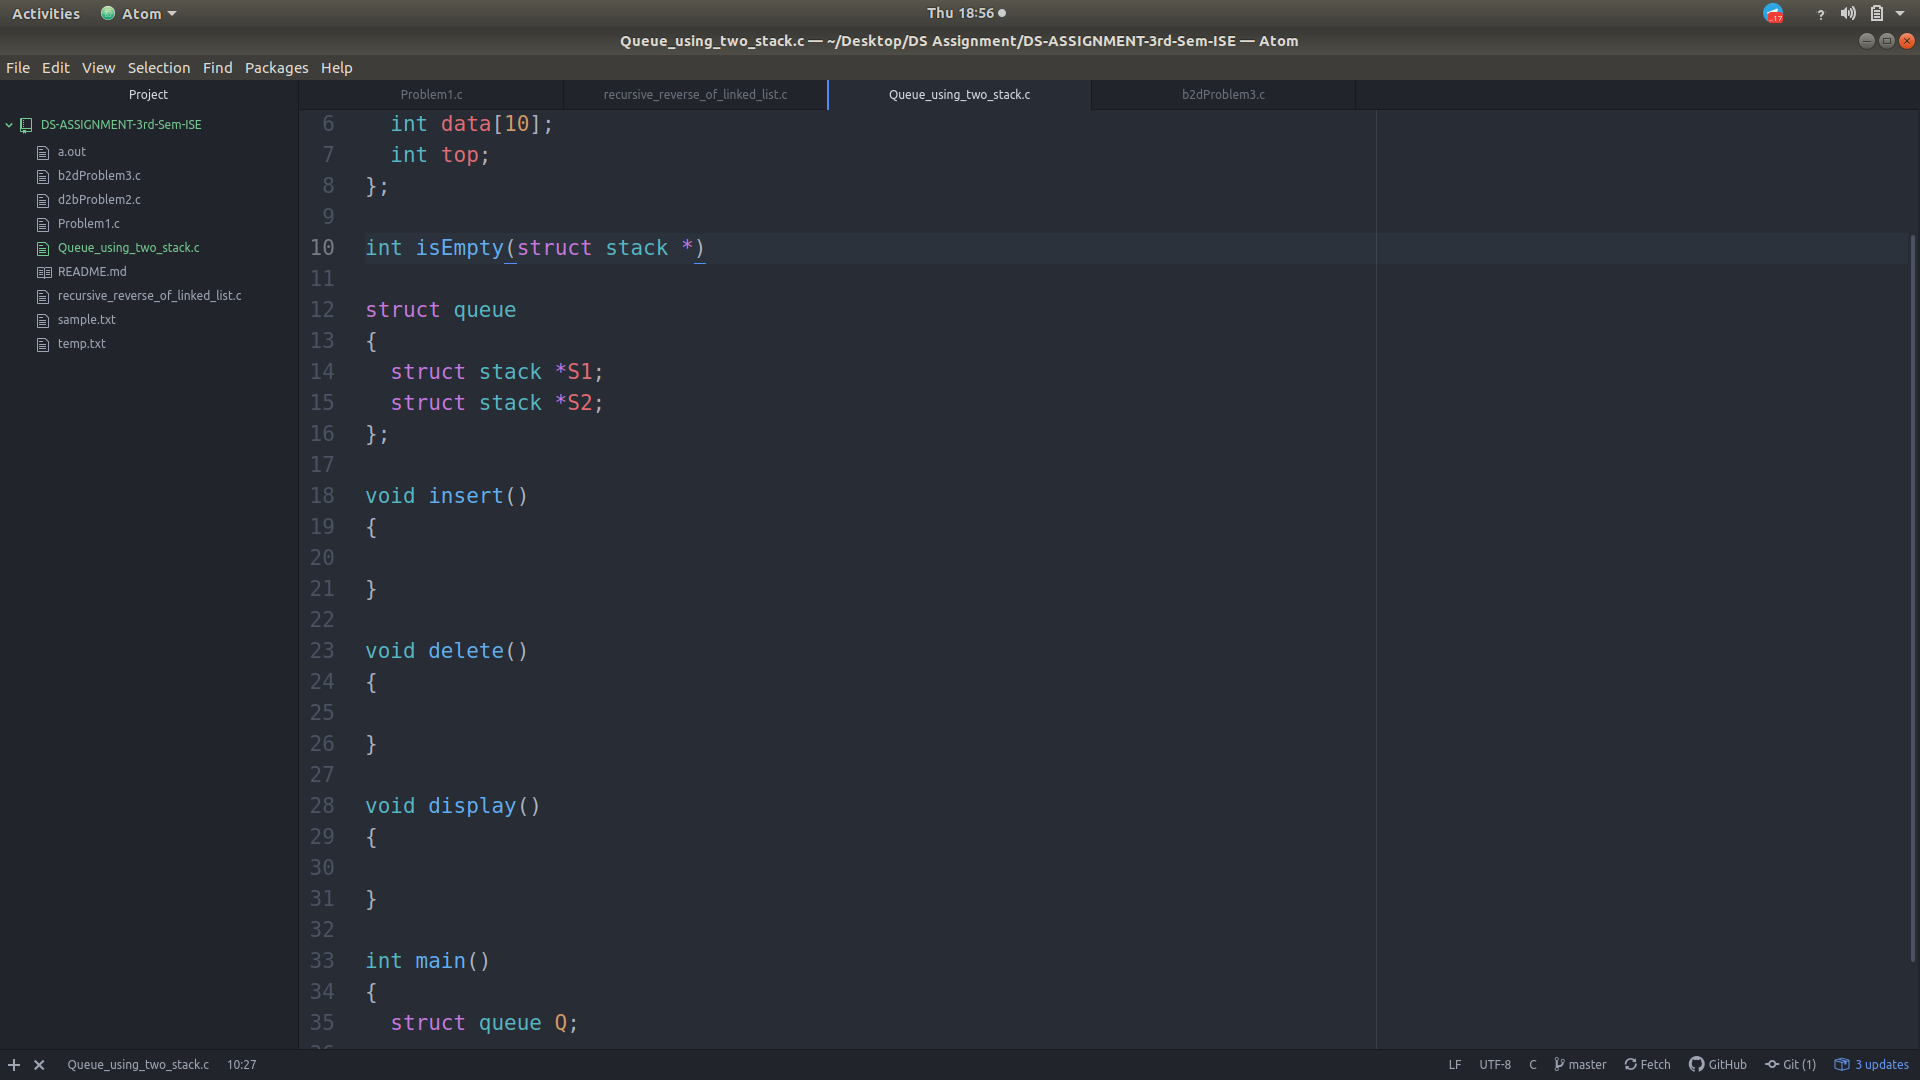 Activities Atom Thu 18:56 17 ?
Queue_using_two_stack.c — ~/Desktop/DS Assignment/DS-ASSIGNMENT-3rd-Sem-ISE — Atom
File Edit View Selection Find Packages Help
Project
DS-ASSIGNMENT-3rd-Sem-ISE
a.out
b2dProblem3.c
d2bProblem2.c
Problem1.c
Queue_using_two_stack.c
README.md
recursive_reverse_of_linked_list.c
sample.txt
temp.txt
Problem1.c recursive_reverse_of_linked_list.c Queue_using_two_stack.c b2dProblem3.c
6 int data[10];
7 int top;
8 };
9
10 int isEmpty(struct stack *)
11
12 struct queue
13 {
14 struct stack *S1;
15 struct stack *S2;
16 };
17
18 void insert()
19 {
20
21 }
22
23 void delete()
24 {
25
26 }
27
28 void display()
29 {
30
31 }
32
33 int main()
34 {
35 struct queue Q;
Queue_using_two_stack.c 10:27 LF UTF-8 C master Fetch GitHub Git (1) 3 updates